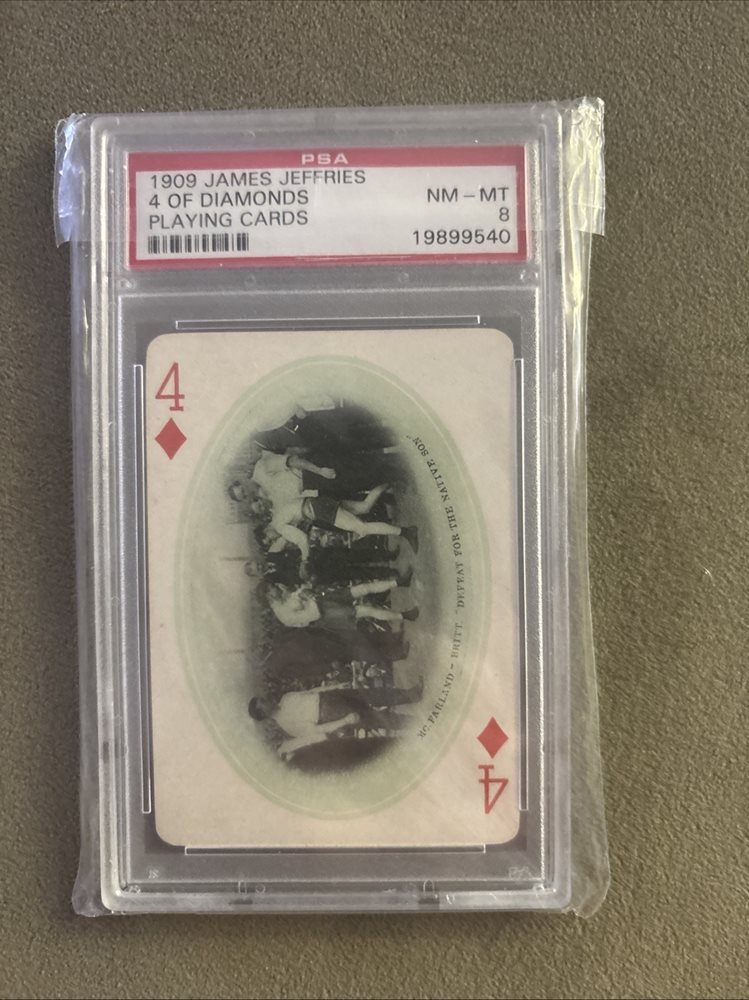 PSA
1909 JAMES JEFFRIES
4 OF DIAMONDS NM - MT
PLAYING CARDS 8
19899540
4
MC. FARLAND - BRITT. "DEFEAT FOR THE NATIVE SON"
4